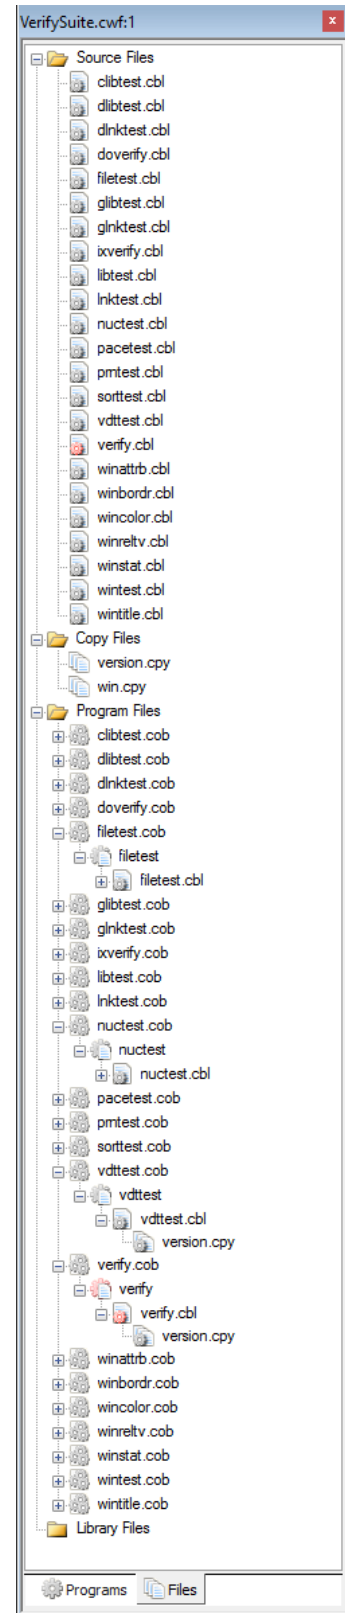 VerifySuite.cwf:1
Source Files
clibtest.cbl
dlibtest.cbl
dlnktest.cbl
doverify.cbl
filetest.cbl
glibtest.cbl
glnktest.cbl
ixverify.cbl
libtest.cbl
lnktest.cbl
nuctest.cbl
pacetest.cbl
prntest.cbl
sorttest.cbl
vdttest.cbl
verify.cbl
winattrb.cbl
winbordr.cbl
wincolor.cbl
winreltv.cbl
winstat.cbl
wintest.cbl
wintitle.cbl
Copy Files
version.cpy
win.cpy
Program Files
clibtest.cob
dlibtest.cob
dlnktest.cob
doverify.cob
filetest.cob
filetest
filetest.cbl
glibtest.cob
glnktest.cob
ixverify.cob
libtest.cob
lnktest.cob
nuctest.cob
nuctest
nuctest.cbl
pacetest.cob
prntest.cob
sorttest.cob
vdttest.cob
vdttest
vdttest.cbl
version.cpy
verify.cob
verify
verify.cbl
version.cpy
winattrb.cob
winbordr.cob
wincolor.cob
winreltv.cob
winstat.cob
wintest.cob
wintitle.cob
Library Files
Programs Files